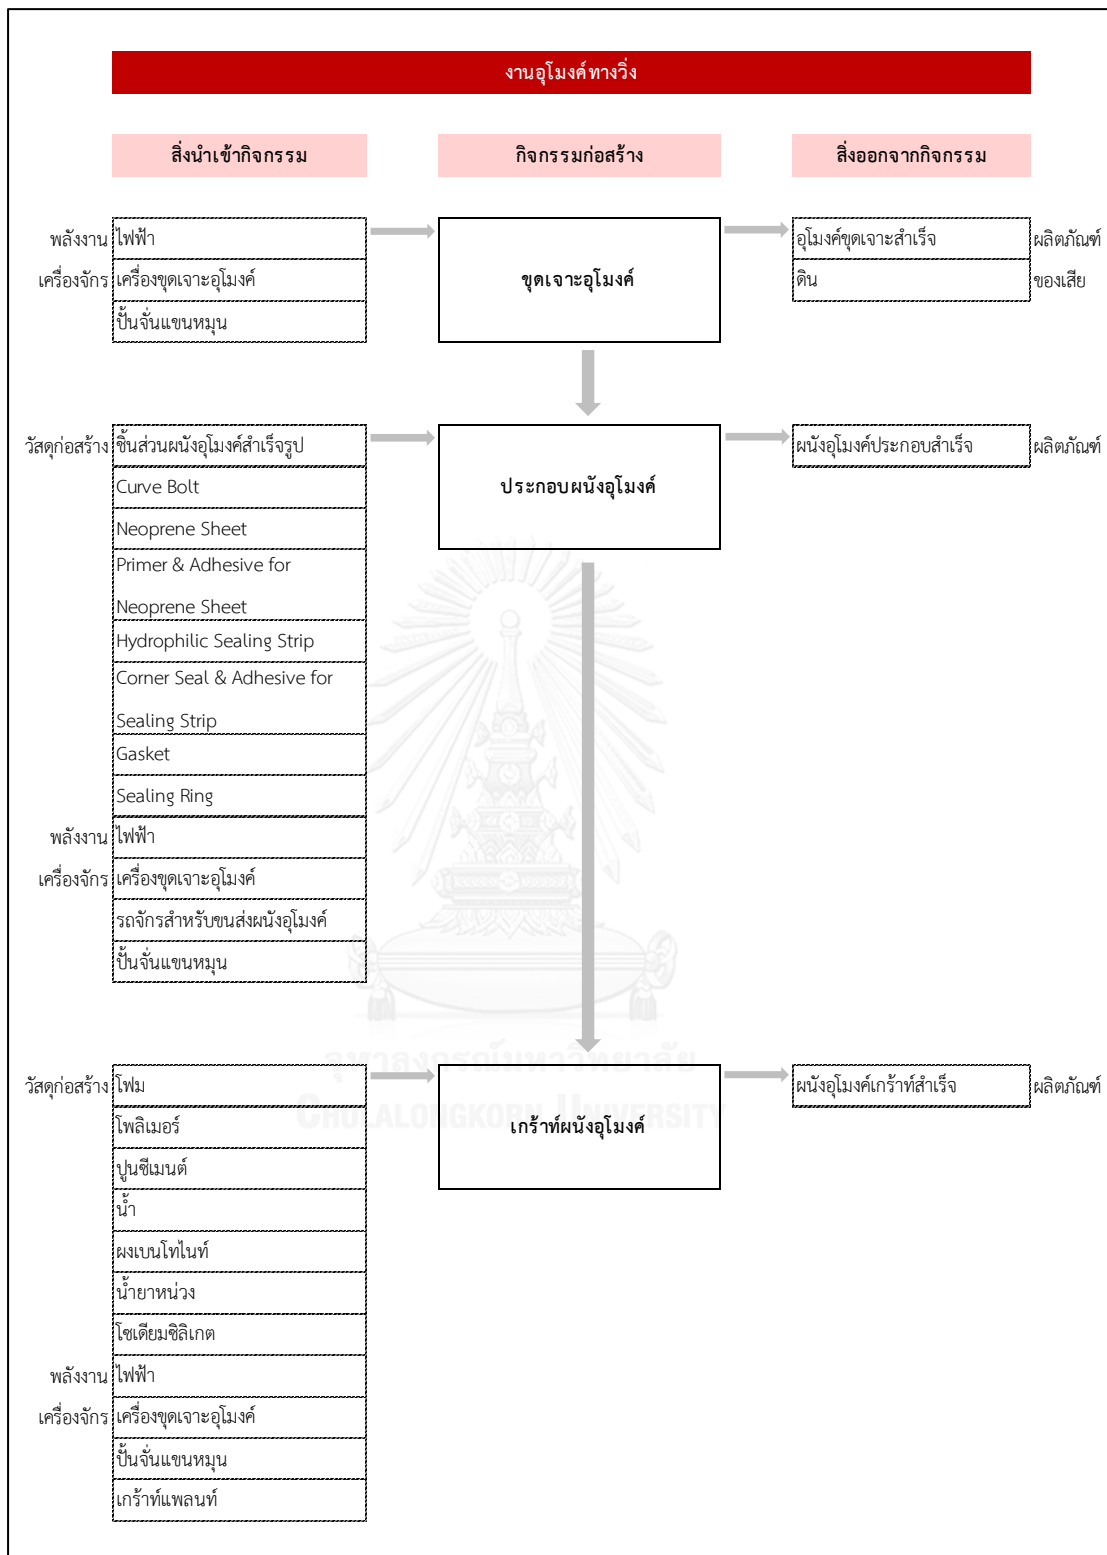 งานอุโมงค์ทางวิ่ง
สิ่งนำเข้ากิจกรรม กิจกรรมก่อสร้าง สิ่งออกจากกิจกรรม
พลังงาน ไฟฟ้า อุโมงค์ขุดเจาะสำเร็จ ผลิตภัณฑ์
เครื่องจักร เครื่องขุดเจาะอุโมงค์ ขุดเจาะอุโมงค์ ดิน ของเสีย
ปั้นจั่นแขนหมุน
วัสดุก่อสร้าง ชิ้นส่วนผนังอุโมงค์สำเร็จรูป ผนังอุโมงค์ประกอบสำเร็จ ผลิตภัณฑ์
Curve Bolt ประกอบผนังอุโมงค์
Neoprene Sheet
Primer & Adhesive for
Neoprene Sheet
Hydrophilic Sealing Strip
Corner Seal & Adhesive for
Sealing Strip
Gasket
Sealing Ring
พลังงาน ไฟฟ้า
เครื่องจักร เครื่องขุดเจาะอุโมงค์
รถจักรสำหรับขนส่งผนังอุโมงค์
ปั้นจั่นแขนหมุน
จุฬาลงกรณ์มหาวิทยาลัย
วัสดุก่อสร้าง โฟม ผนังอุโมงค์เกร้าท์สำเร็จ ผลิตภัณฑ์
CHULALONGKORN UNIVERSITY
โพลิเมอร์ เกร้าท์ผนังอุโมงค์
ปูนซีเมนต์
น้ำ
ผงเบนโทไนท์
น้ำยาหน่วง
โซเดียมซิลิเกต
พลังงาน ไฟฟ้า
เครื่องจักร เครื่องขุดเจาะอุโมงค์
ปั้นจั่นแขนหมุน
เกร้าท์แพลนท์